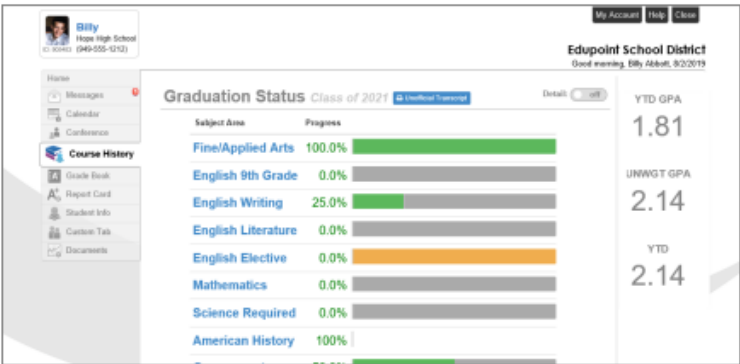 My Account Help Close
Billy
Hope High School
(949-555-1212)
Edupoint School District
Good morning, Billy Abbott, 8/2/2019
Home
Messages
Calendar
Conference
Course History
Grade Book
Report Card
Student Info
Custom Tab
Documents
Graduation Status Class of 2021 Unofficial Transcript
Detail: off
Subject Area Progress
Fine/Applied Arts 100.0%
English 9th Grade 0.0%
English Writing 25.0%
English Literature 0.0%
English Elective 0.0%
Mathematics 0.0%
Science Required 0.0%
American History 100%
YTD GPA
1.81
UNWGT GPA
2.14
YTD
2.14